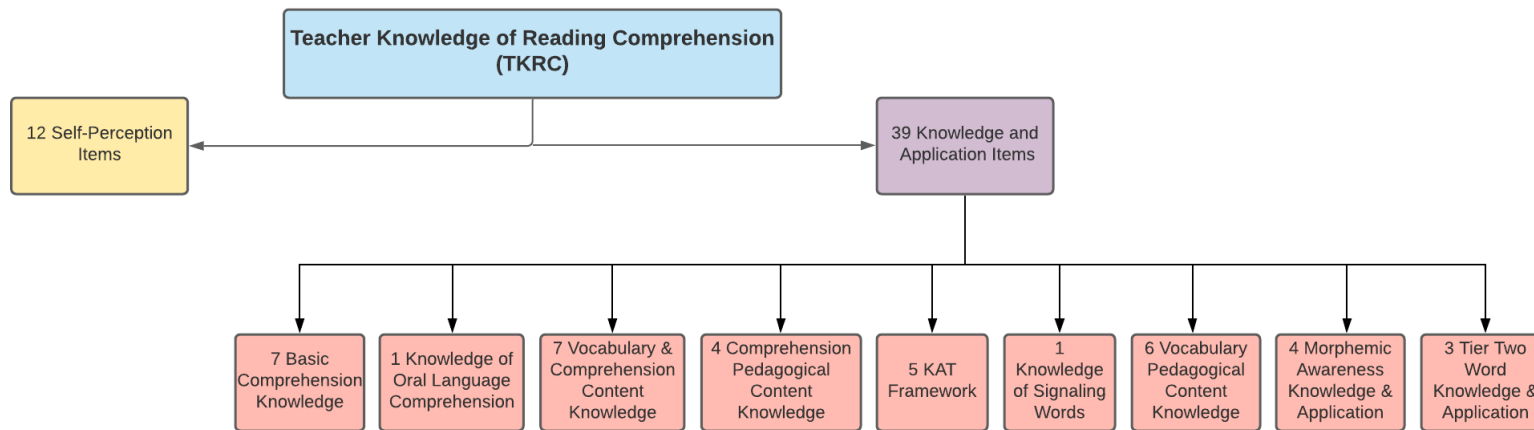 Teacher Knowledge of Reading Comprehension
(TKRC)
12 Self-Perception
Items
39 Knowledge and
Application Items
7 Basic
Comprehension
Knowledge
1 Knowledge of
Oral Language
Comprehension
7 Vocabulary &
Comprehension
Content
Knowledge
4 Comprehension
Pedagogical
Content
Knowledge
5 KAT
Framework
1
Knowledge
of Signaling
Words
6 Vocabulary
Pedagogical
Content
Knowledge
4 Morphemic
Awareness
Knowledge &
Application
3 Tier Two
Word
Knowledge &
Application